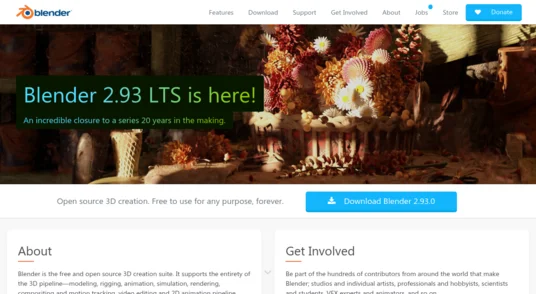 blender
Features Download Support Get Involved About Jobs Store Donate
Blender 2.93 LTS is here!
An incredible closure to a series 20 years in the making.
Open source 3D creation. Free to use for any purpose, forever.
Download Blender 2.93.0
About
Blender is the free and open source 3D creation suite. It supports the entirety of
the 3D pipeline—modeling, rigging, animation, simulation, rendering,
compositing and motion tracking, video editing and 2D animation pipeline.
Get Involved
Be part of the hundreds of contributors from around the world that make
Blender; studios and individual artists, professionals and hobbyists, scientists
and students, VFX experts and animators, and so on.